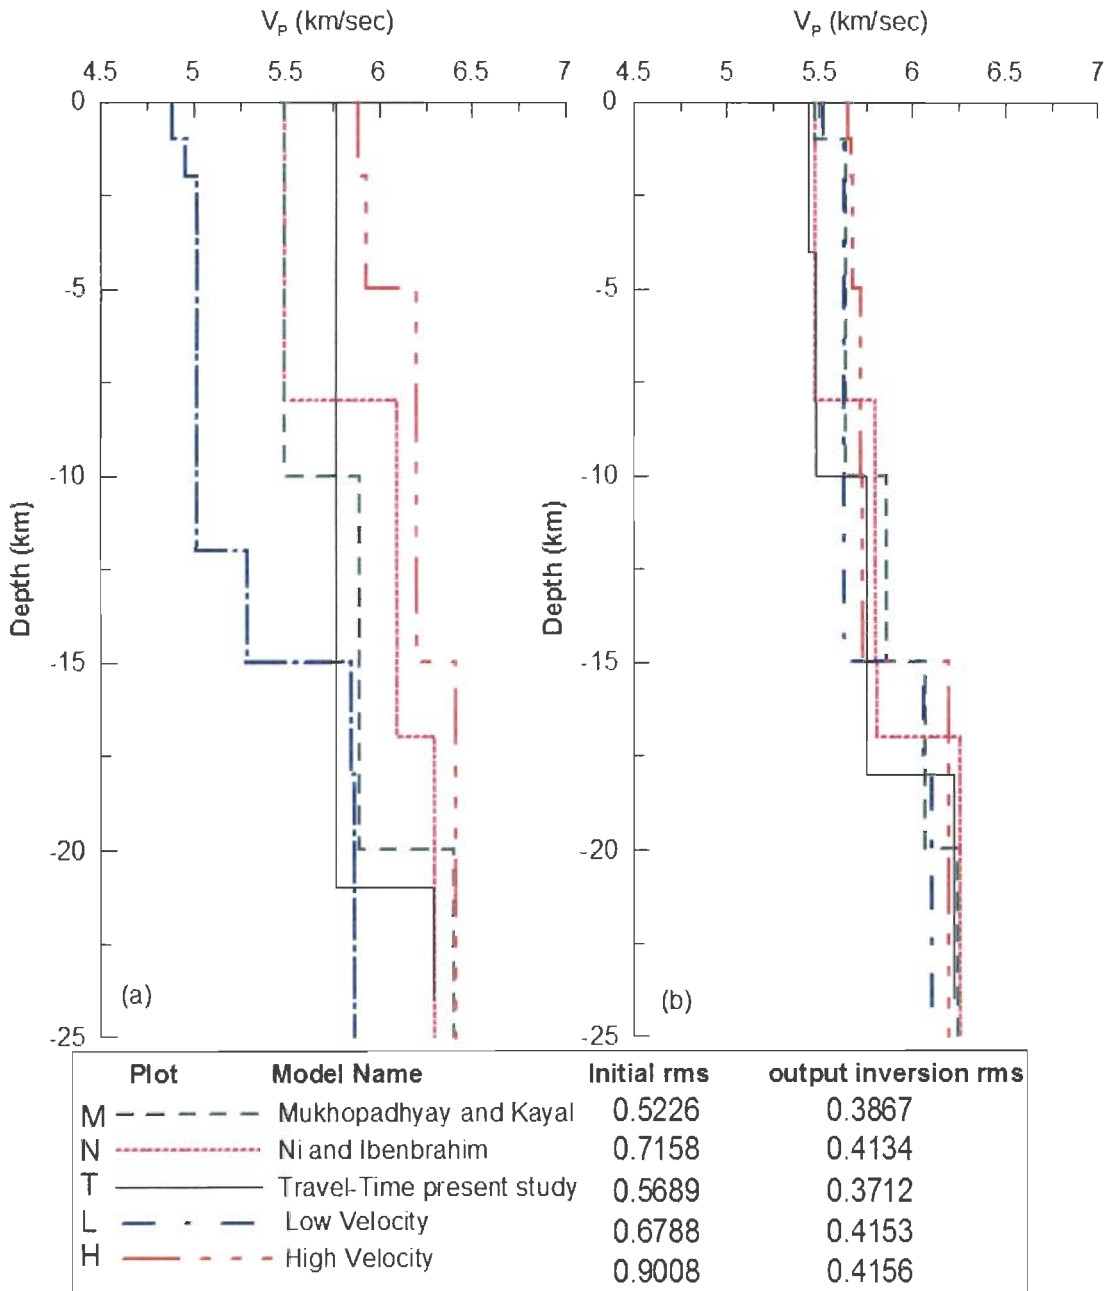 V_P (km/sec)
4.5 5 5.5 6 6.5 7
0
-5
-10
-15
-20
-25
Depth (km)
(a)
V_P (km/sec)
4.5 5 5.5 6 6.5 7
0
-5
-10
-15
-20
-25
Depth (km)
(b)
Plot Model Name Initial rms output inversion rms
M Mukhopadhyay and Kayal 0.5226 0.3867
N Ni and Ibenbrahim 0.7158 0.4134
T Travel-Time present study 0.5689 0.3712
L Low Velocity 0.6788 0.4153
H High Velocity 0.9008 0.4156